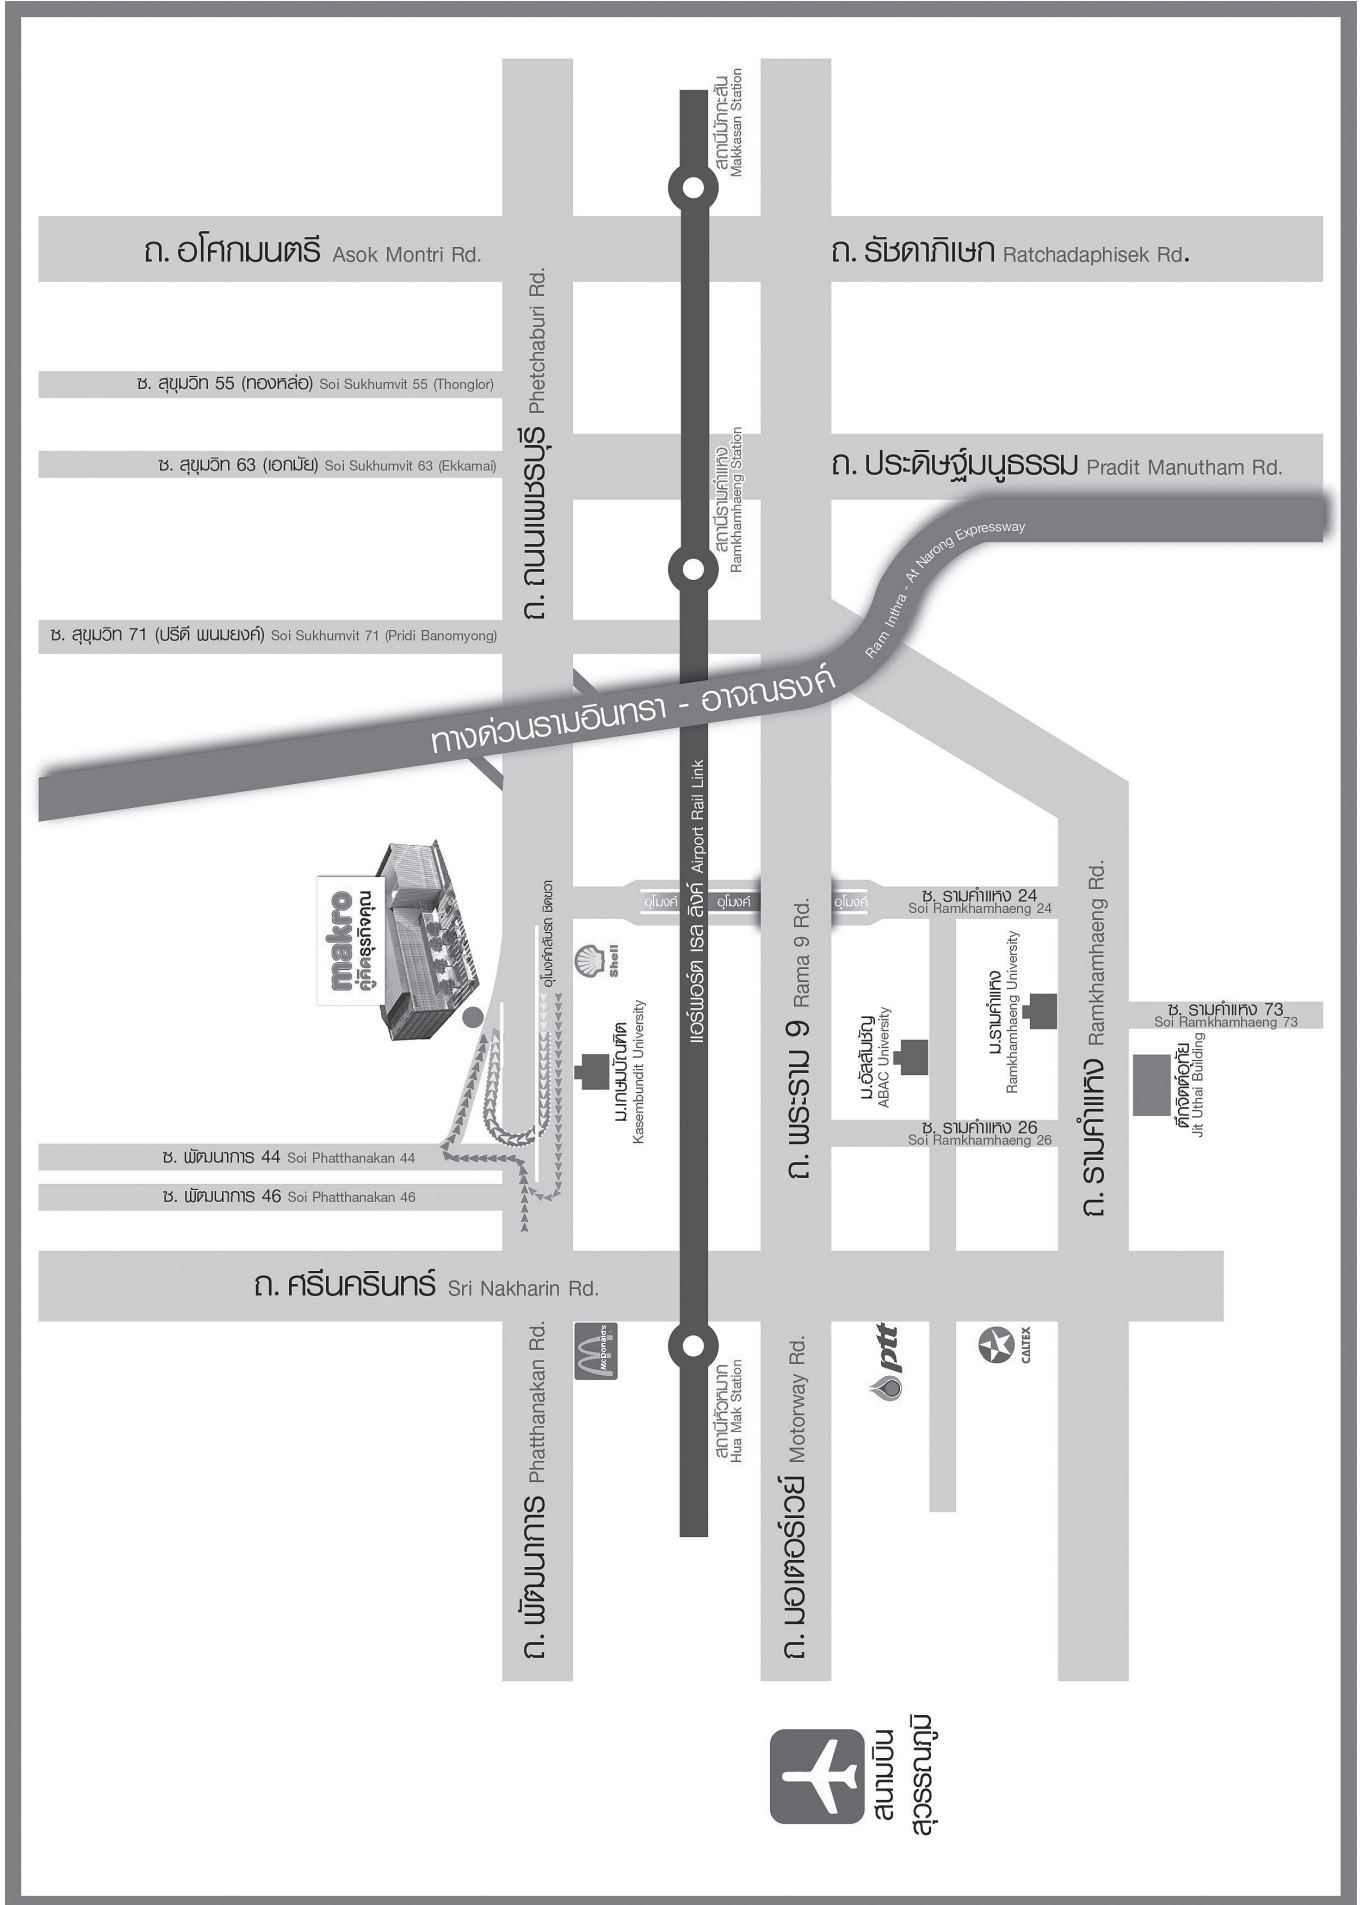 สถานีมักกะสัน
Makkasan Station
ถ. อโศกมนตรี Asok Montri Rd.
ถ. รัชดาภิเษก Ratchadaphisek Rd.
ซ. สุขุมวิท 55 (ทองหล่อ) Soi Sukhumvit 55 (Thonglor)
ซ. สุขุมวิท 63 (เอกมัย) Soi Sukhumvit 63 (Ekkamai)
ถ. ถนนเพชรบุรี Phetchaburi Rd.
สถานีรามคำแหง
Ramkhamhaeng Station
ถ. ประดิษฐ์มนูธรรม Pradit Manutham Rd.
ซ. สุขุมวิท 71 (ปรีดี พนมยงค์) Soi Sukhumvit 71 (Pridi Banomyong)
ทางด่วนรามอินทรา - อาจณรงค์
Ram Inthra - At Narong Expressway
makro
คู่คิดธุรกิจคุณ
อุโมงค์กลับรถ ชิดขวา
Shell
ม.เกษมบัณฑิต
Kasembundit University
แอร์พอร์ต เรล ลิงค์ Airport Rail Link
อุโมงค์
อุโมงค์
อุโมงค์
ถ. พระราม 9 Rama 9 Rd.
ซ. รามคำแหง 24
Soi Ramkhamhaeng 24
ม.อัสสัมชัญ
ABAC University
ม.รามคำแหง
Ramkhamhaeng University
ถ. รามคำแหง Ramkhamhaeng Rd.
ซ. รามคำแหง 73
Soi Ramkhamhaeng 73
ตึกจิตต์อุทัย
Jit Uthai Building
ซ. รามคำแหง 26
Soi Ramkhamhaeng 26
ซ. พัฒนาการ 44 Soi Phatthanakan 44
ซ. พัฒนาการ 46 Soi Phatthanakan 46
ถ. ศรีนครินทร์ Sri Nakharin Rd.
ถ. พัฒนาการ Phatthanakan Rd.
McDonald's
สถานีหัวหมาก
Hua Mak Station
ถ. มอเตอร์เวย์ Motorway Rd.
ptt
CALTEX
สนามบิน
สุวรรณภูมิ